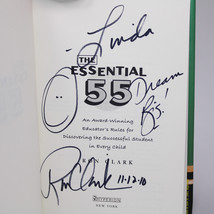 Linda
THE
ESSENTIAL
55
Dream
Big!
An Award-Winning
Educator's Rules for
Discovering the Successful Student
in Every Child
RON CLARK
Ron Clark 11-12-10
HYPERION
NEW YORK